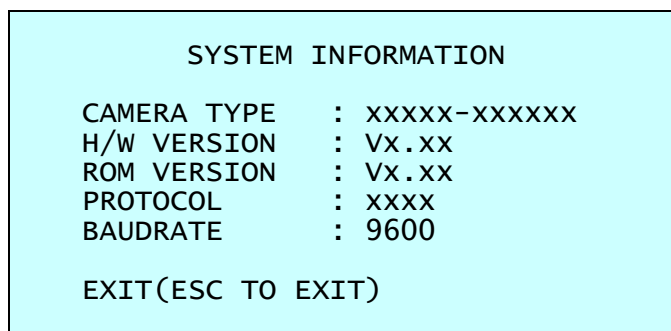 SYSTEM INFORMATION
CAMERA TYPE : xxxxx-xxxxxx
H/W VERSION : Vx.xx
ROM VERSION : Vx.xx
PROTOCOL : xxxx
BAUDRATE : 9600
EXIT(ESC TO EXIT)